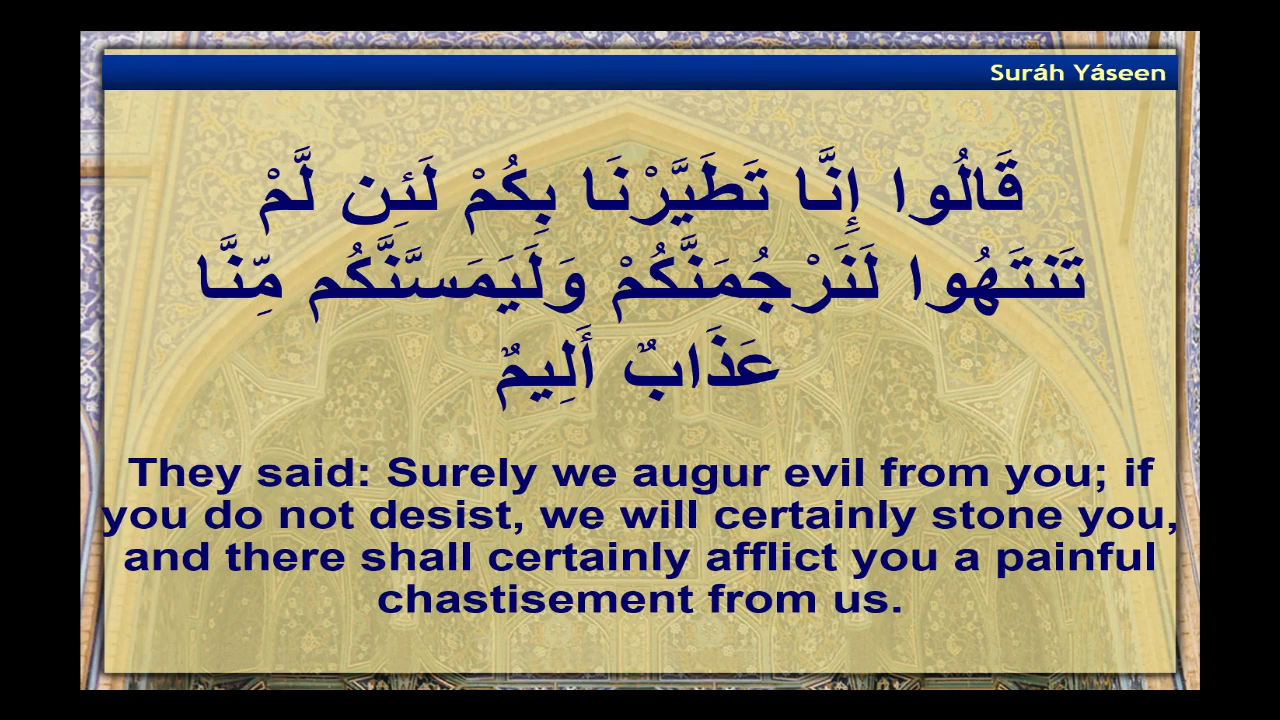 Suráh Yáseen
قَالُوا إِنَّا تَطَيَّرْنَا بِكُمْ لَئِن لَّمْ
تَنتَهُوا لَنَرْجُمَنَّكُمْ وَلَيَمَسَّنَّكُم مِّنَّا
عَذَابٌ أَلِيمٌ
They said: Surely we augur evil from you; if
you do not desist, we will certainly stone you,
and there shall certainly afflict you a painful
chastisement from us.